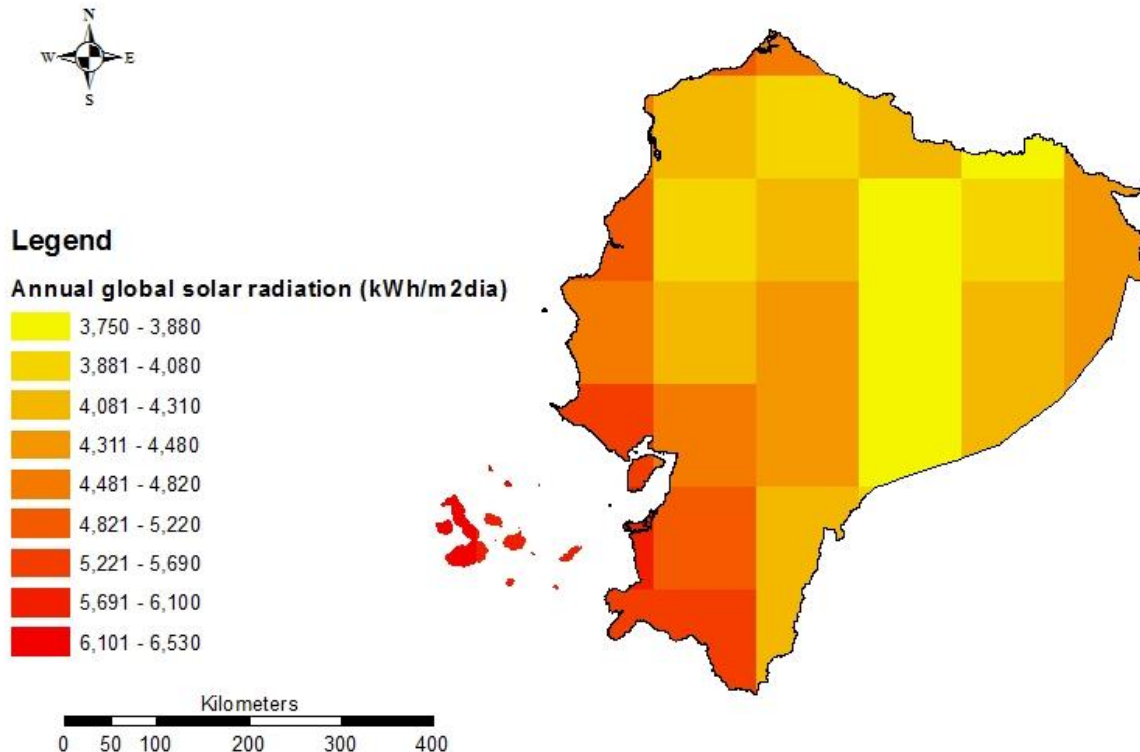 N
W E
S
Legend
Annual global solar radiation (kWh/m2dia)
3,750 - 3,880
3,881 - 4,080
4,081 - 4,310
4,311 - 4,480
4,481 - 4,820
4,821 - 5,220
5,221 - 5,690
5,691 - 6,100
6,101 - 6,530
Kilometers
0 50 100 200 300 400